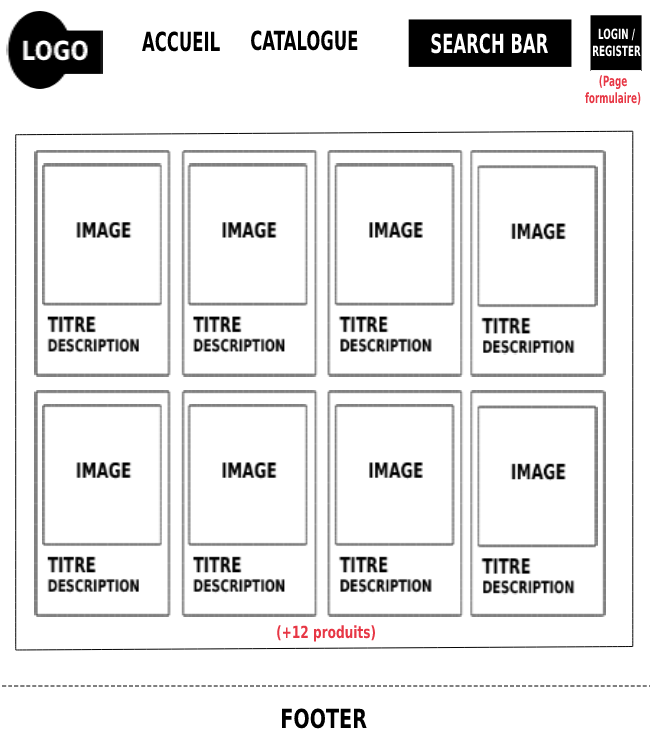 LOGO
ACCUEIL
CATALOGUE
SEARCH BAR
LOGIN /
REGISTER
(Page
formulaire)
IMAGE
TITRE
DESCRIPTION
IMAGE
TITRE
DESCRIPTION
IMAGE
TITRE
DESCRIPTION
IMAGE
TITRE
DESCRIPTION
IMAGE
TITRE
DESCRIPTION
IMAGE
TITRE
DESCRIPTION
IMAGE
TITRE
DESCRIPTION
IMAGE
TITRE
DESCRIPTION
(+12 produits)
FOOTER